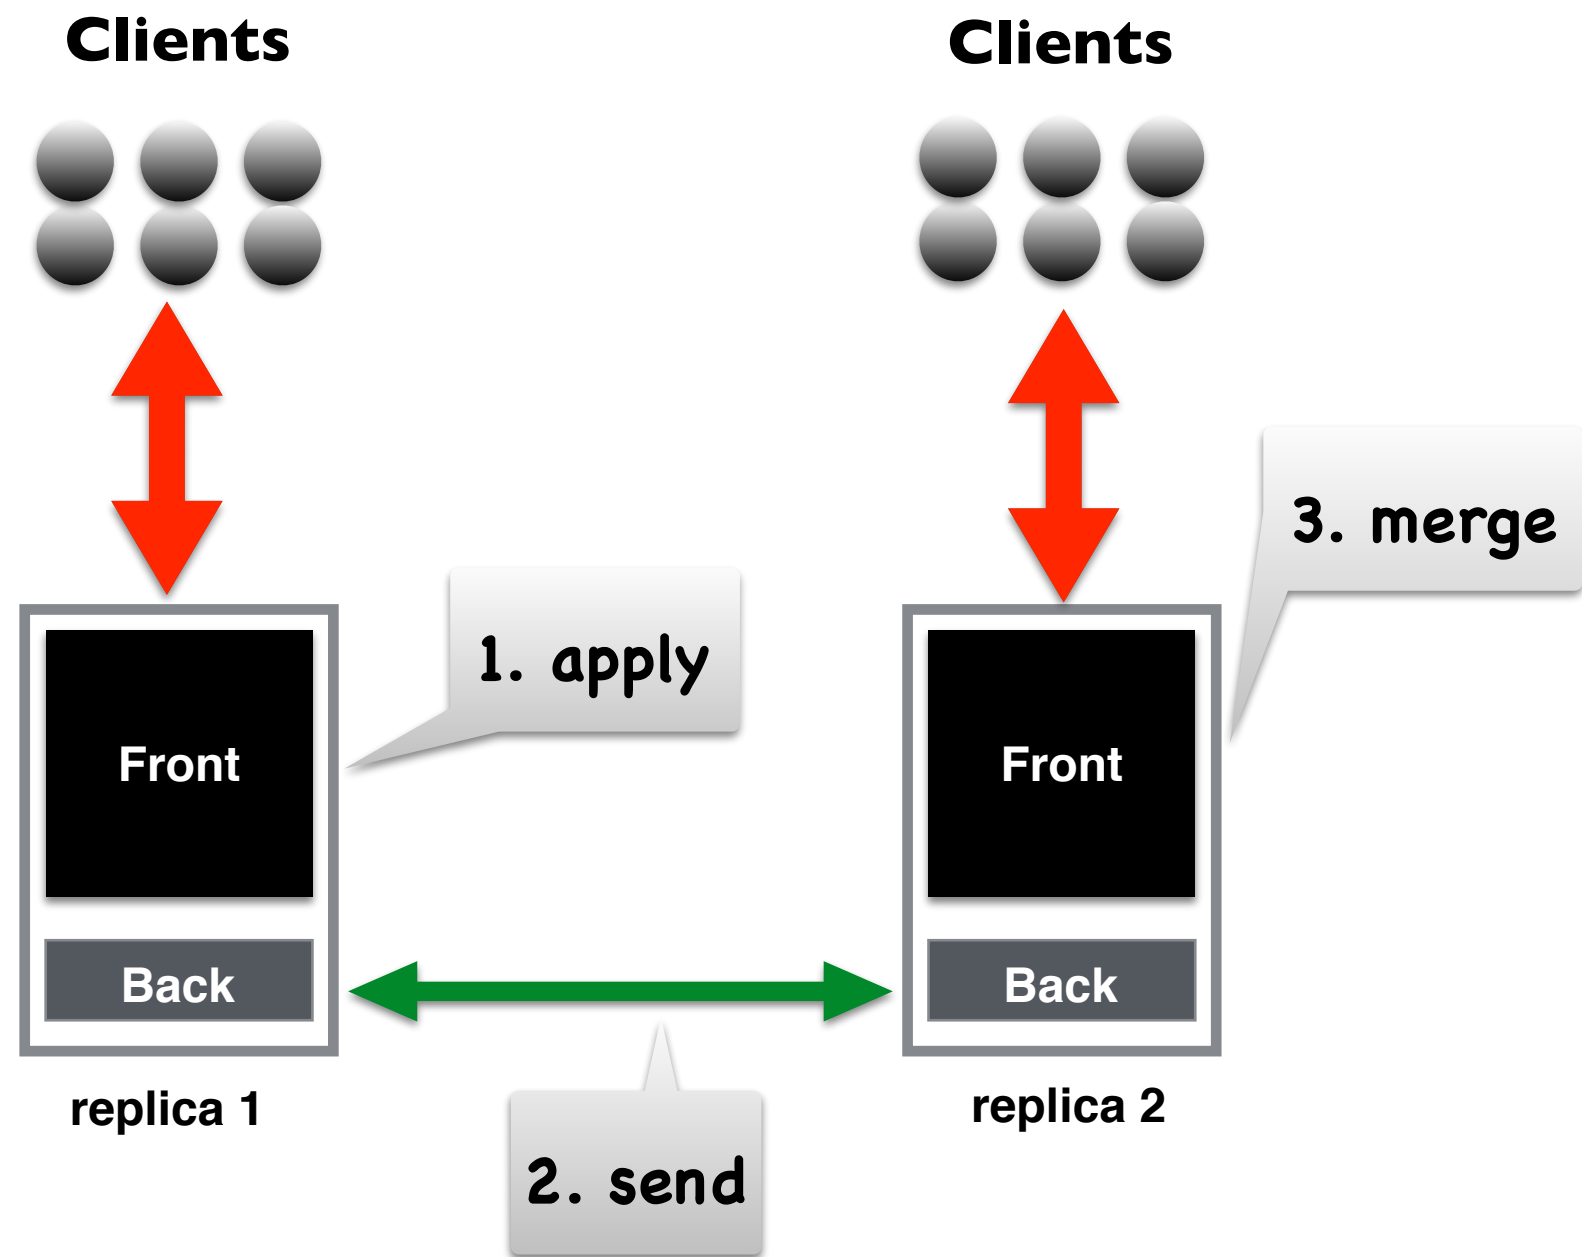 Clients
Clients
3. merge
1. apply
Front
Front
Back
Back
replica 1
replica 2
2. send